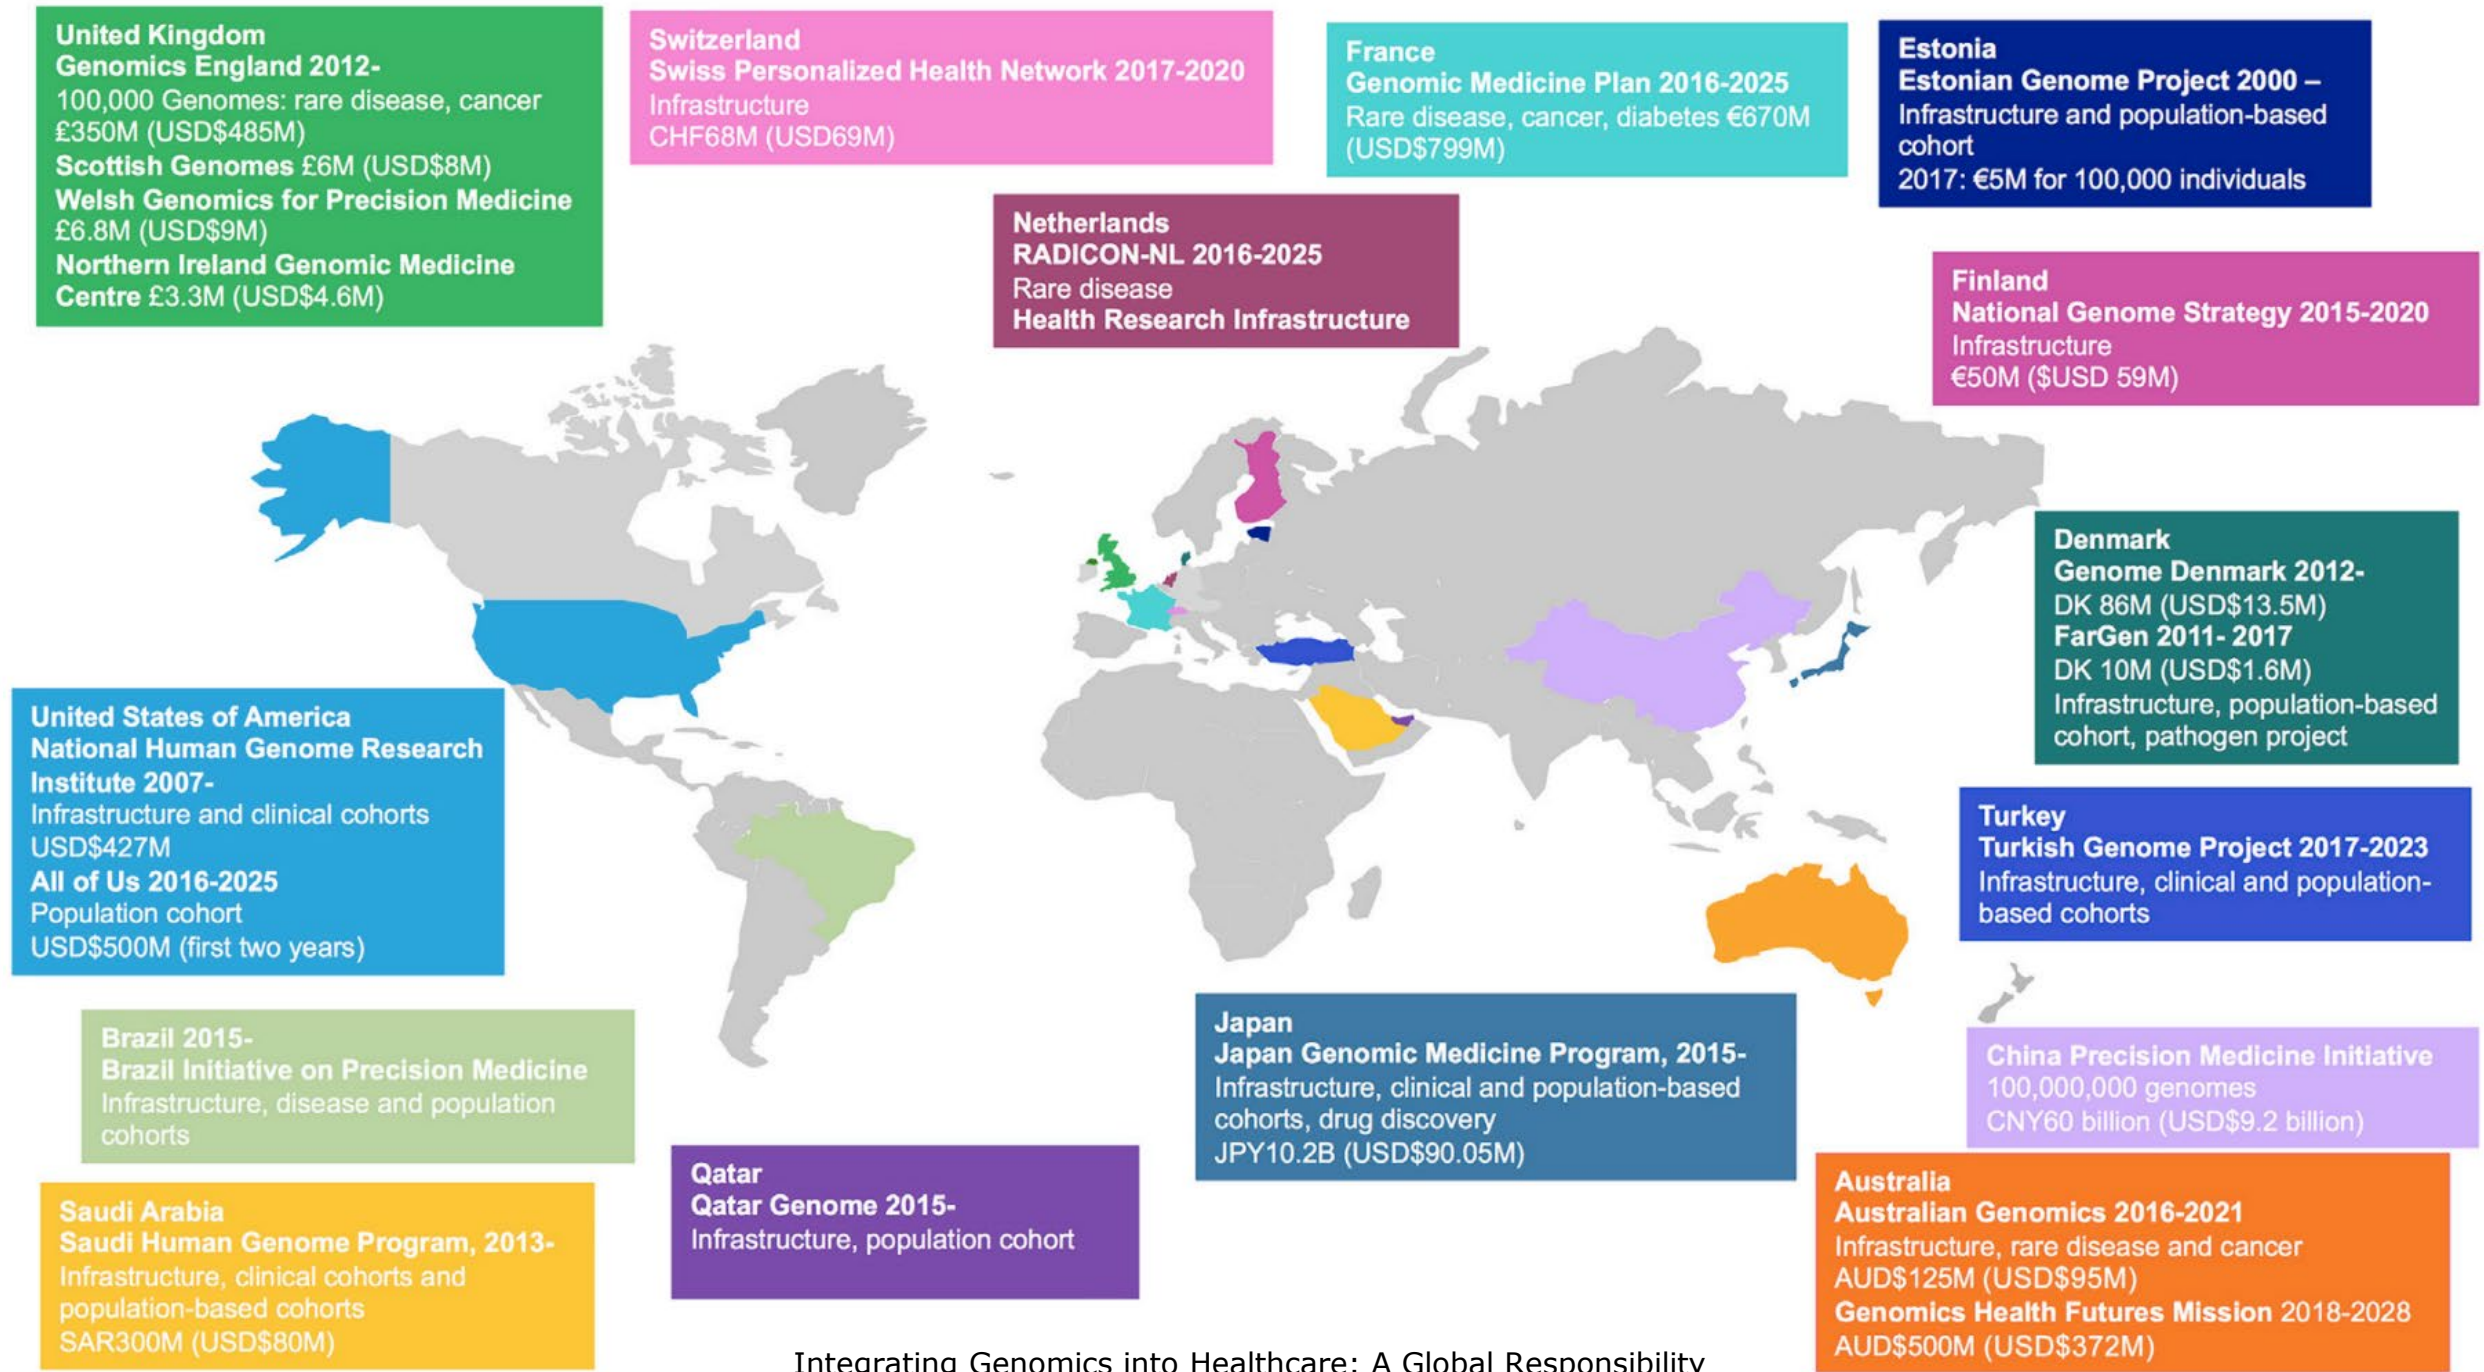 United Kingdom
Genomics England 2012-
100,000 Genomes: rare disease, cancer
£350M (USD$485M)
Scottish Genomes £6M (USD$8M)
Welsh Genomics for Precision Medicine
£6.8M (USD$9M)
Northern Ireland Genomic Medicine
Centre £3.3M (USD$4.6M)
Switzerland
Swiss Personalized Health Network 2017-2020
Infrastructure
CHF68M (USD69M)
France
Genomic Medicine Plan 2016-2025
Rare disease, cancer, diabetes €670M
(USD$799M)
Estonia
Estonian Genome Project 2000 –
Infrastructure and population-based
cohort
2017: €5M for 100,000 individuals
Netherlands
RADICON-NL 2016-2025
Rare disease
Health Research Infrastructure
Finland
National Genome Strategy 2015-2020
Infrastructure
€50M ($USD 59M)
Denmark
Genome Denmark 2012-
DK 86M (USD$13.5M)
FarGen 2011- 2017
DK 10M (USD$1.6M)
Infrastructure, population-based
cohort, pathogen project
United States of America
National Human Genome Research
Institute 2007-
Infrastructure and clinical cohorts
USD$427M
All of Us 2016-2025
Population cohort
USD$500M (first two years)
Turkey
Turkish Genome Project 2017-2023
Infrastructure, clinical and population-
based cohorts
Brazil 2015-
Brazil Initiative on Precision Medicine
Infrastructure, disease and population
cohorts
Japan
Japan Genomic Medicine Program, 2015-
Infrastructure, clinical and population-based
cohorts, drug discovery
JPY10.2B (USD$90.05M)
China Precision Medicine Initiative
100,000,000 genomes
CNY60 billion (USD$9.2 billion)
Saudi Arabia
Saudi Human Genome Program, 2013-
Infrastructure, clinical cohorts and
population-based cohorts
SAR300M (USD$80M)
Qatar
Qatar Genome 2015-
Infrastructure, population cohort
Australia
Australian Genomics 2016-2021
Infrastructure, rare disease and cancer
AUD$125M (USD$95M)
Genomics Health Futures Mission 2018-2028
AUD$500M (USD$372M)
Integrating Genomics into Healthcare: A Global Responsibility